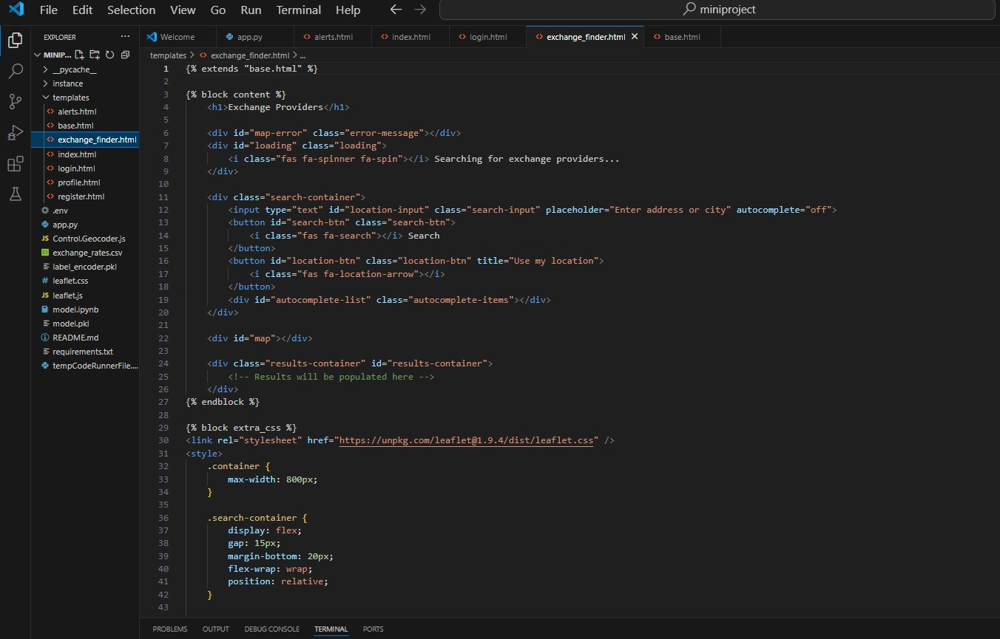 File Edit Selection View Go Run Terminal Help miniproject
EXPLORER ...
Welcome app.py alerts.html index.html login.html exchange_finder.html base.html
MINIP...
templates > exchange_finder.html > ...
__pycache__
instance
templates
alerts.html
base.html
exchange_finder.html
index.html
login.html
profile.html
register.html
.env
app.py
JS Control.Geocoder.js
exchange_rates.csv
label_encoder.pkl
# leaflet.css
JS leaflet.js
model.ipynb
model.pkl
README.md
requirements.txt
tempCodeRunnerFile....
1 {% extends "base.html" %}
2
3 {% block content %}
4 <h1>Exchange Providers</h1>
5
6 <div id="map-error" class="error-message"></div>
7 <div id="loading" class="loading">
8 <i class="fas fa-spinner fa-spin"></i> Searching for exchange providers...
9 </div>
10
11 <div class="search-container">
12 <input type="text" id="location-input" class="search-input" placeholder="Enter address or city" autocomplete="off">
13 <button id="search-btn" class="search-btn">
14 <i class="fas fa-search"></i> Search
15 </button>
16 <button id="location-btn" class="location-btn" title="Use my location">
17 <i class="fas fa-location-arrow"></i>
18 </button>
19 <div id="autocomplete-list" class="autocomplete-items"></div>
20 </div>
21
22 <div id="map"></div>
23
24 <div class="results-container" id="results-container">
25 <!-- Results will be populated here -->
26 </div>
27 {% endblock %}
28
29 {% block extra_css %}
30 <link rel="stylesheet" href="https://unpkg.com/leaflet@1.9.4/dist/leaflet.css" />
31 <style>
32 .container {
33 max-width: 800px;
34 }
35
36 .search-container {
37 display: flex;
38 gap: 15px;
39 margin-bottom: 20px;
40 flex-wrap: wrap;
41 position: relative;
42 }
43
PROBLEMS OUTPUT DEBUG CONSOLE TERMINAL PORTS